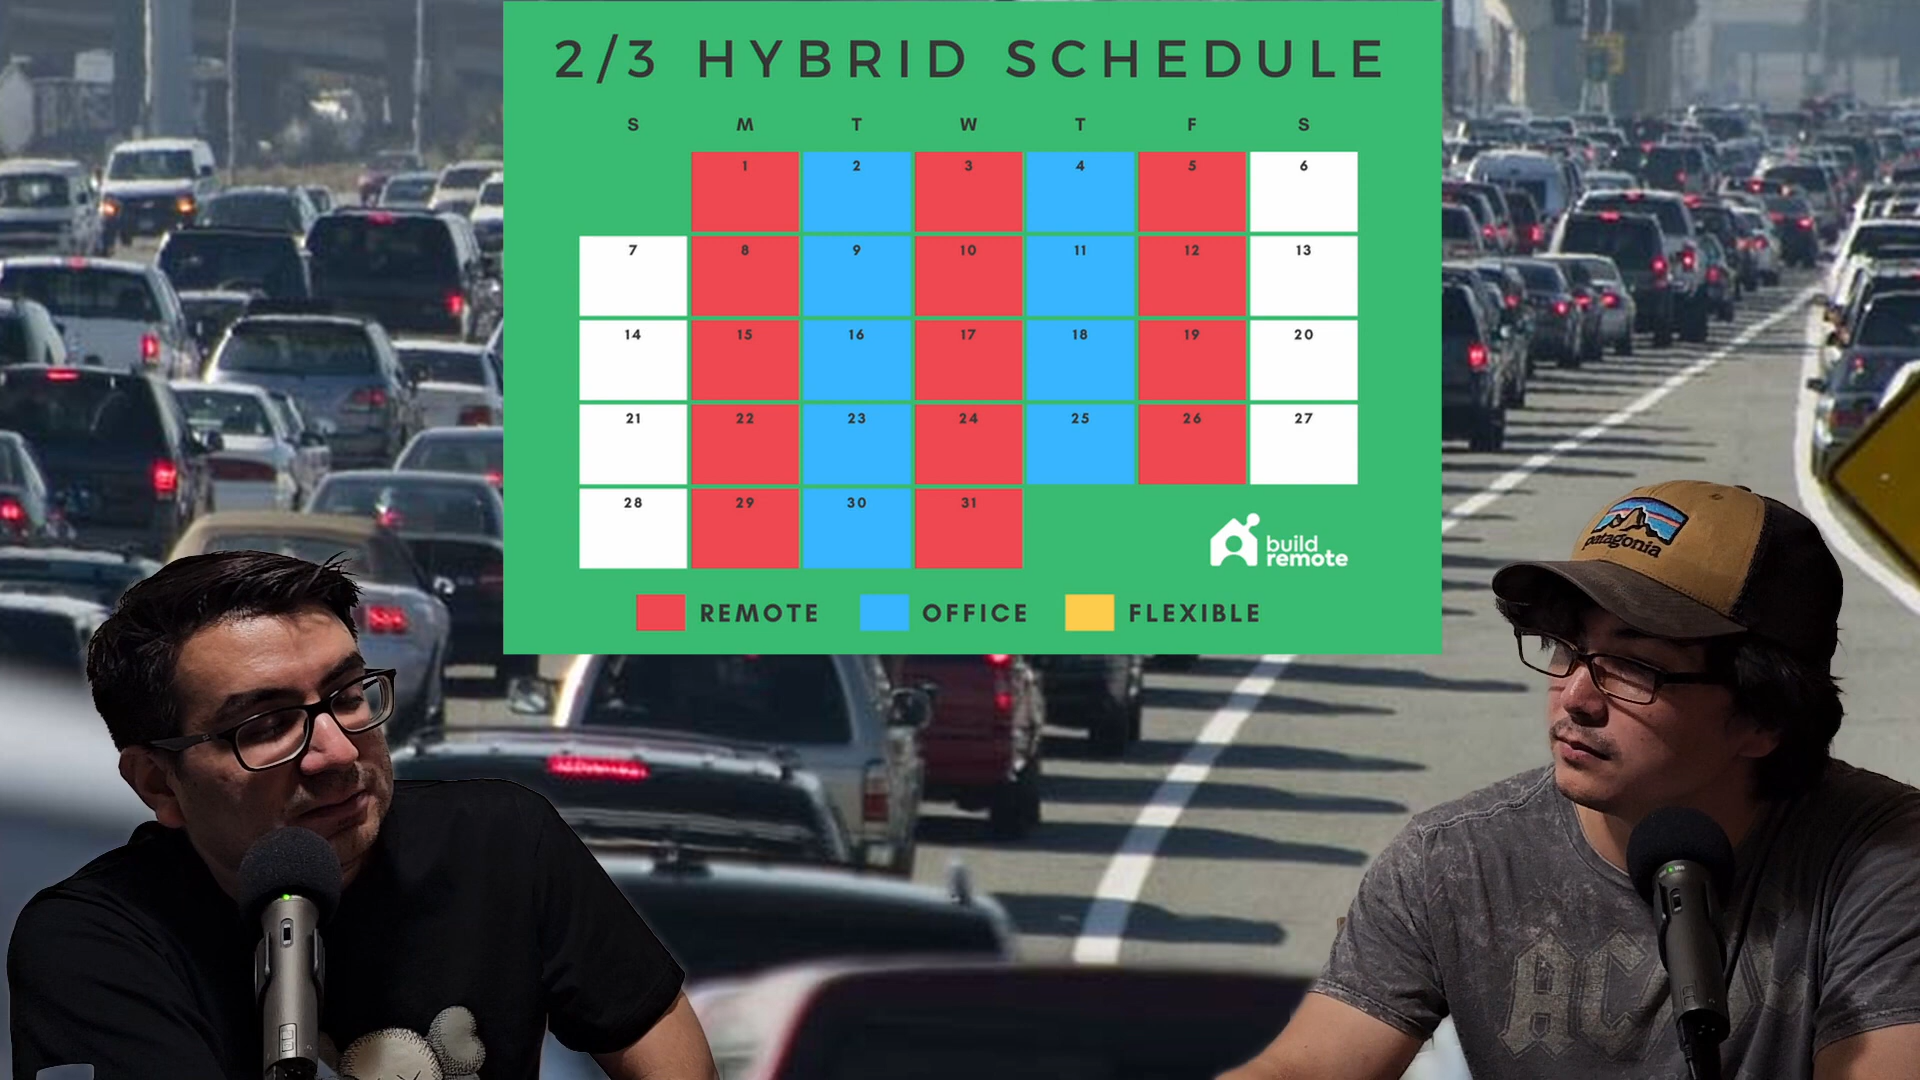 2/3 HYBRID SCHEDULE
S M T W T F S
1 2 3 4 5 6
7 8 9 10 11 12 13
14 15 16 17 18 19 20
21 22 23 24 25 26 27
28 29 30 31
build
remote
REMOTE OFFICE FLEXIBLE
patagonia